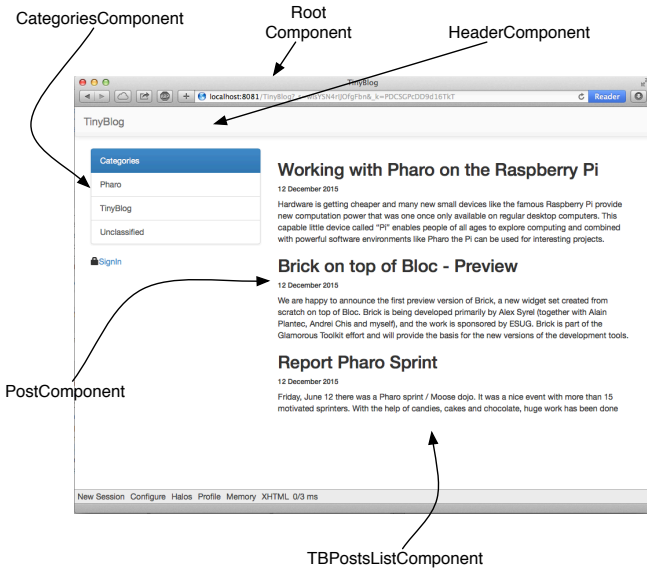 CategoriesComponent
Root
Component
HeaderComponent
TinyBlog
localhost:8081
Reader
TinyBlog
Categories
Pharo
TinyBlog
Unclassified
SignIn
Working with Pharo on the Raspberry Pi
12 December 2015
Hardware is getting cheaper and many new small devices like the famous Raspberry Pi provide
new computation power that was one once only available on regular desktop computers. This
capable little device called "Pi" enables people of all ages to explore computing and combined
with powerful software environments like Pharo the Pi can be used for interesting projects.
Brick on top of Bloc - Preview
12 December 2015
We are happy to announce the first preview version of Brick, a new widget set created from
scratch on top of Bloc. Brick is being developed primarily by Alex Syrel (together with Alain
Plantec, Andrei Chis and myself), and the work is sponsored by ESUG. Brick is part of the
Glamorous Toolkit effort and will provide the basis for the new versions of the development tools.
Report Pharo Sprint
12 December 2015
Friday, June 12 there was a Pharo sprint / Moose dojo. It was a nice event with more than 15
motivated sprinters. With the help of candies, cakes and chocolate, huge work has been done
PostComponent
New Session Configure Halos Profile Memory XHTML 0/3 ms
TBPostsListComponent